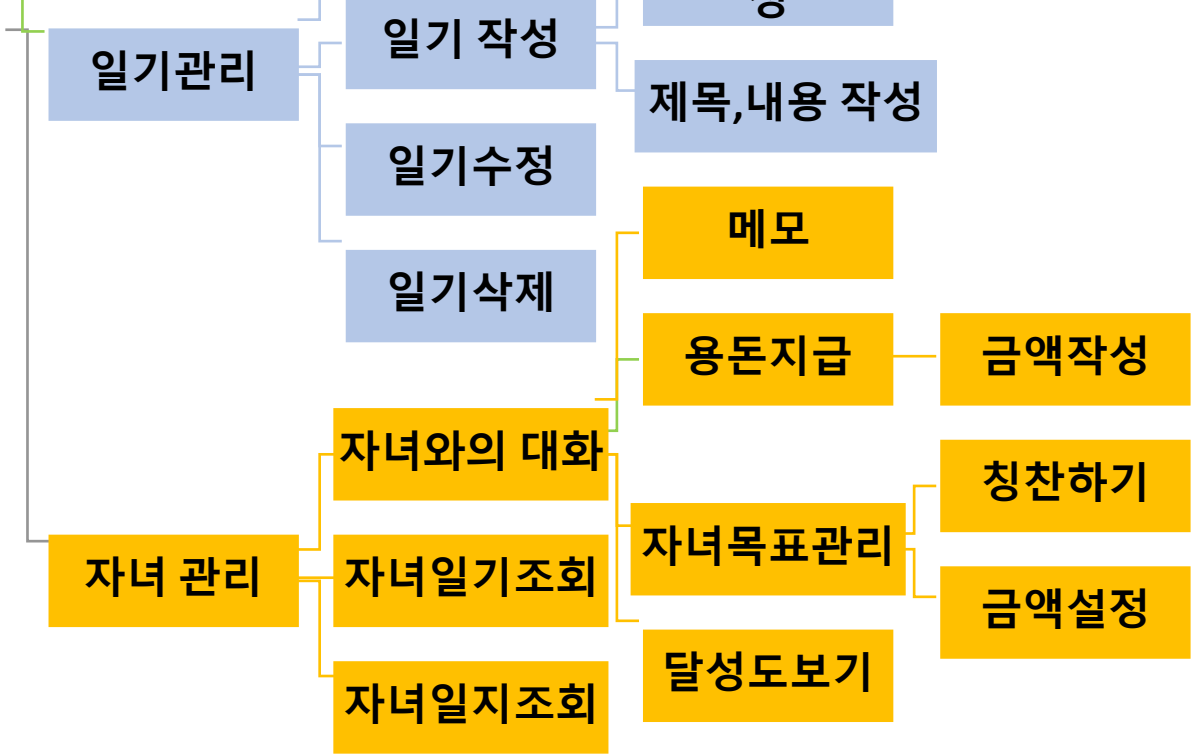 일기관리
일기 작성
제목,내용 작성
일기수정
일기삭제
메모
용돈지급
금액작성
자녀와의 대화
칭찬하기
자녀목표관리
자녀 관리
자녀일기조회
금액설정
달성도보기
자녀일지조회